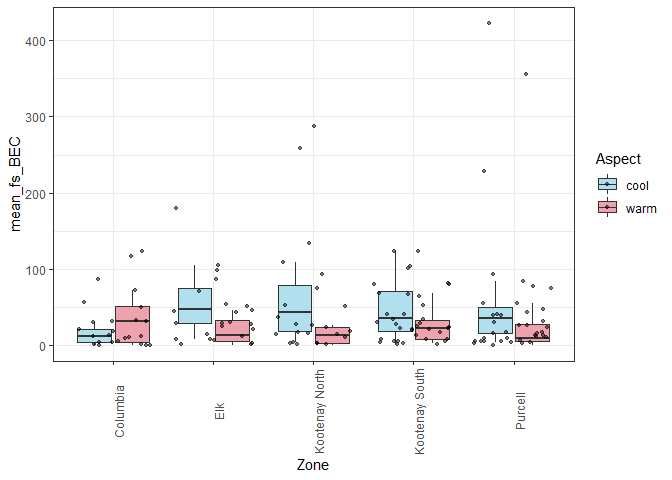 mean_fs_BEC
400
300
200
100
0
Columbia
Elk
Kootenay North
Kootenay South
Purcell
Zone
Aspect
cool
warm